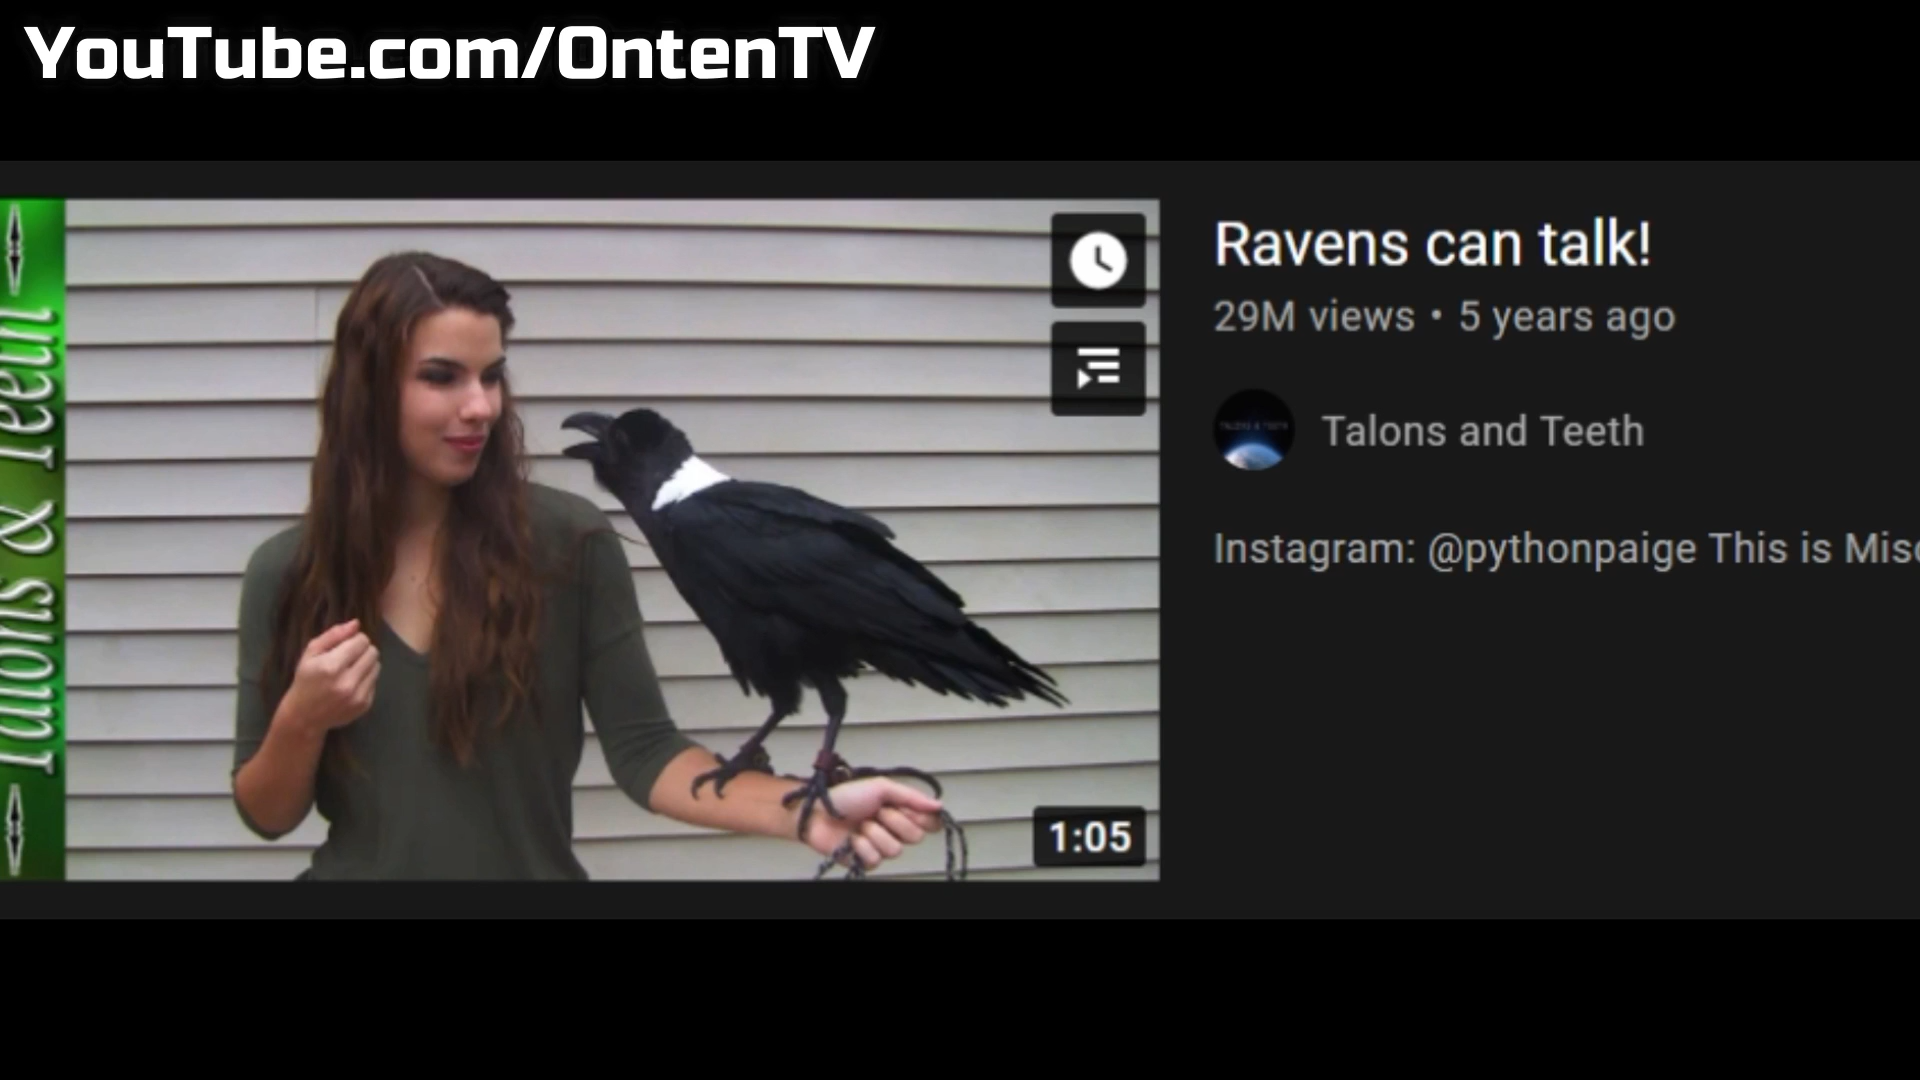 YouTube.com/OntenTV
Talons & Teeth
Ravens can talk!
29M views • 5 years ago
Talons and Teeth
Instagram: @pythonpaige This is
1:05